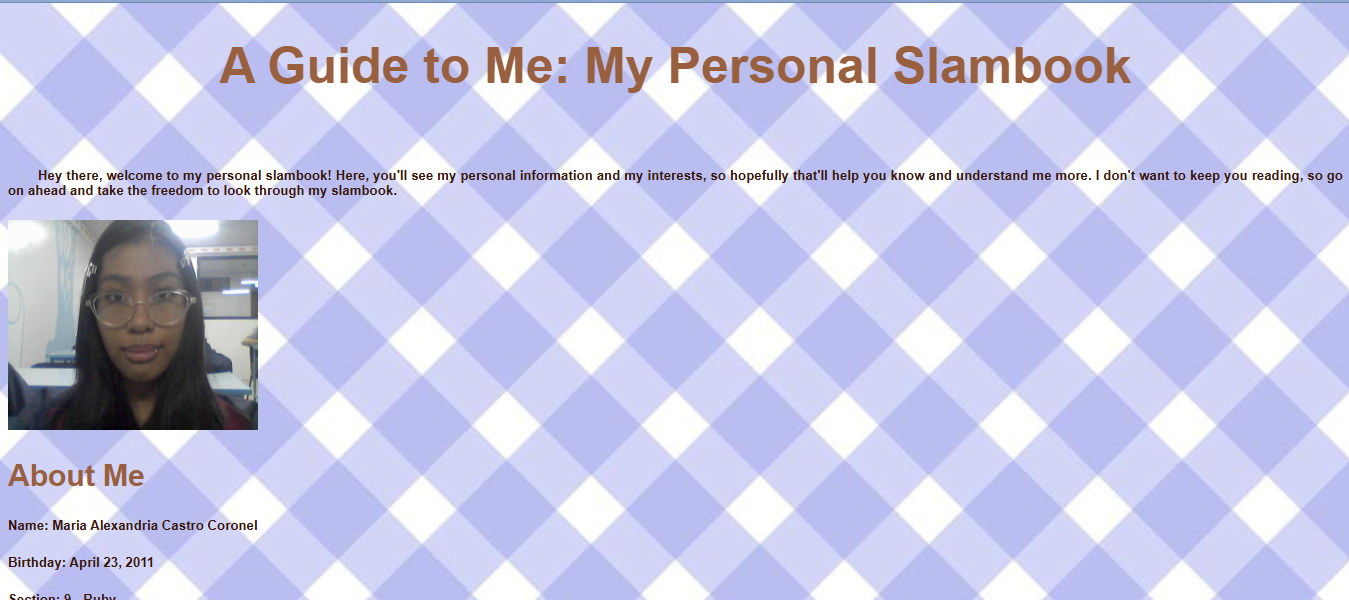 A Guide to Me: My Personal Slambook
Hey there, welcome to my personal slambook! Here, you'll see my personal information and my interests, so hopefully that'll help you know and understand me more. I don't want to keep you reading, so go
on ahead and take the freedom to look through my slambook.
About Me
Name: Maria Alexandria Castro Coronel
Birthday: April 23, 2011
Section: 9 - Ruby